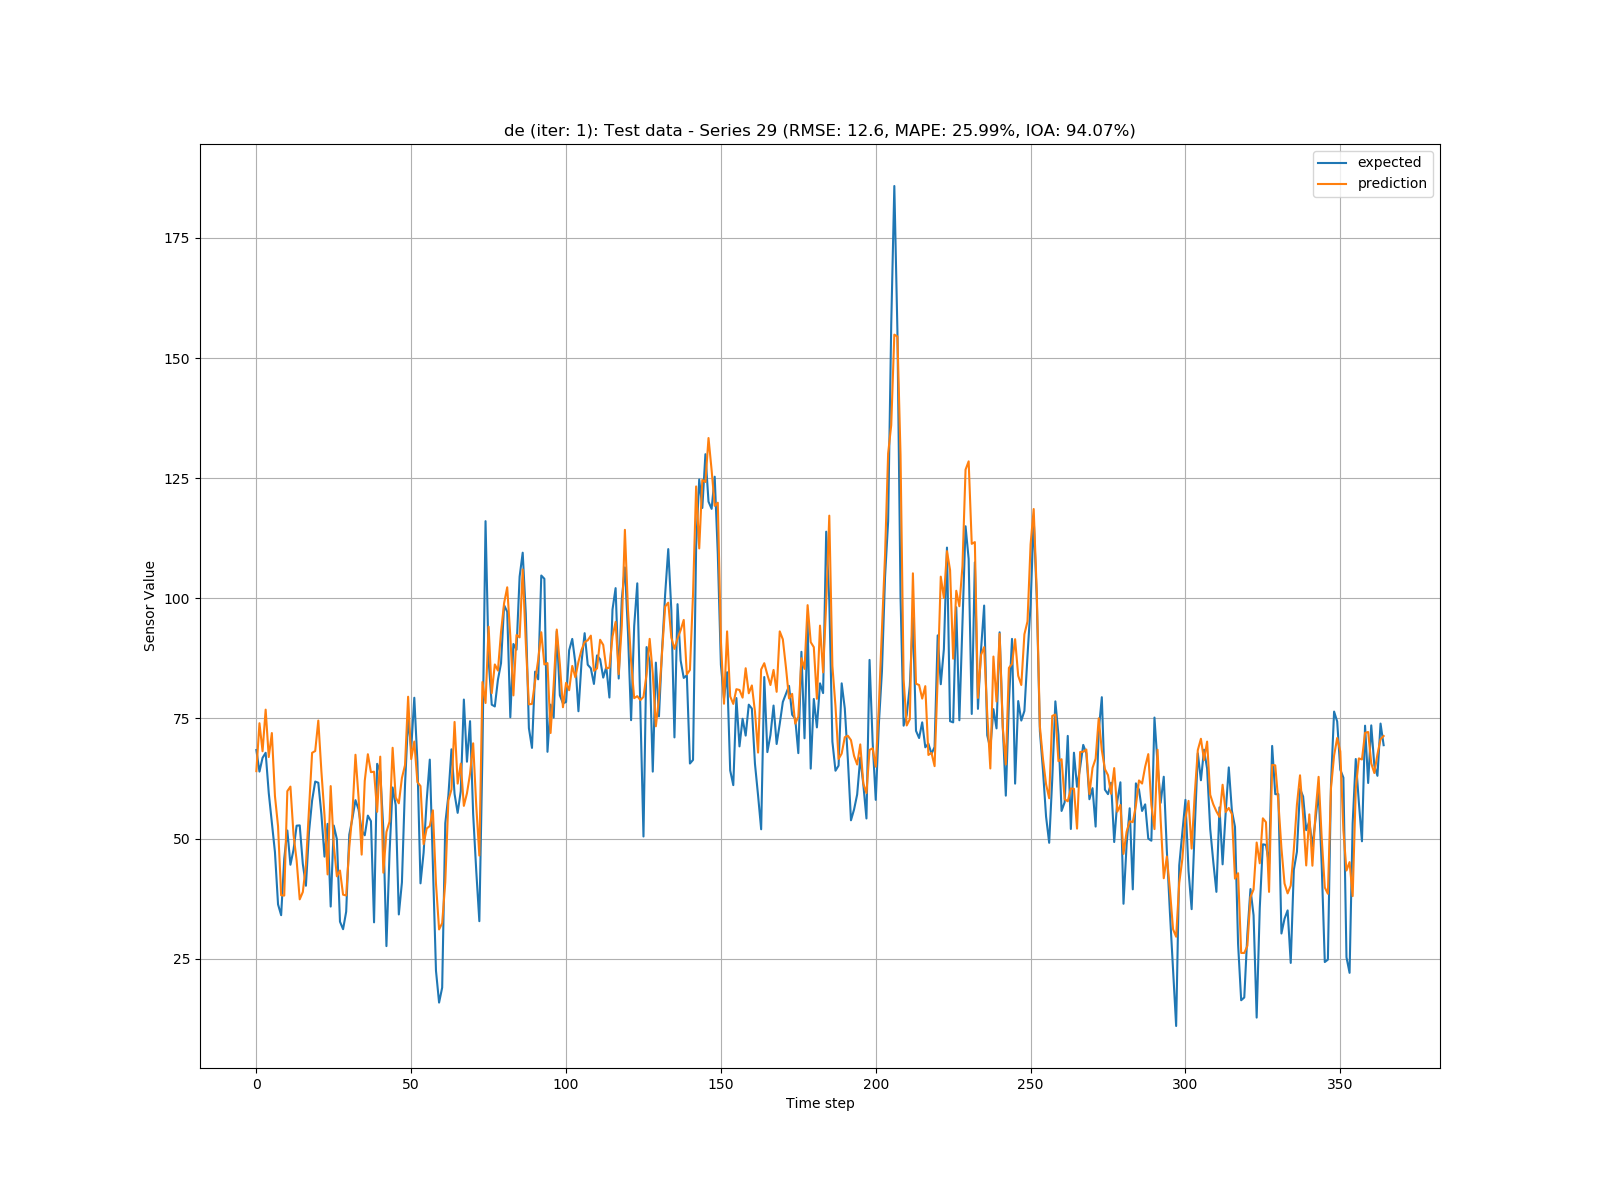 de (iter: 1): Test data - Series 29 (RMSE: 12.6, MAPE: 25.99%, IOA: 94.07%)
expected
prediction
175
150
125
100
75
50
25
Sensor Value
0 50 100 150 200 250 300 350
Time step